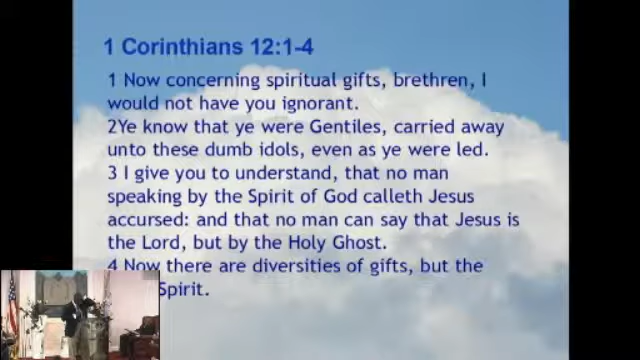 1 Corinthians 12:1-4
1 Now concerning spiritual gifts, brethren, I
would not have you ignorant.
2Ye know that ye were Gentiles, carried away
unto these dumb idols, even as ye were led.
3 I give you to understand, that no man
speaking by the Spirit of God calleth Jesus
accursed: and that no man can say that Jesus is
the Lord, but by the Holy Ghost.
4 Now there are diversities of gifts, but the
Spirit.